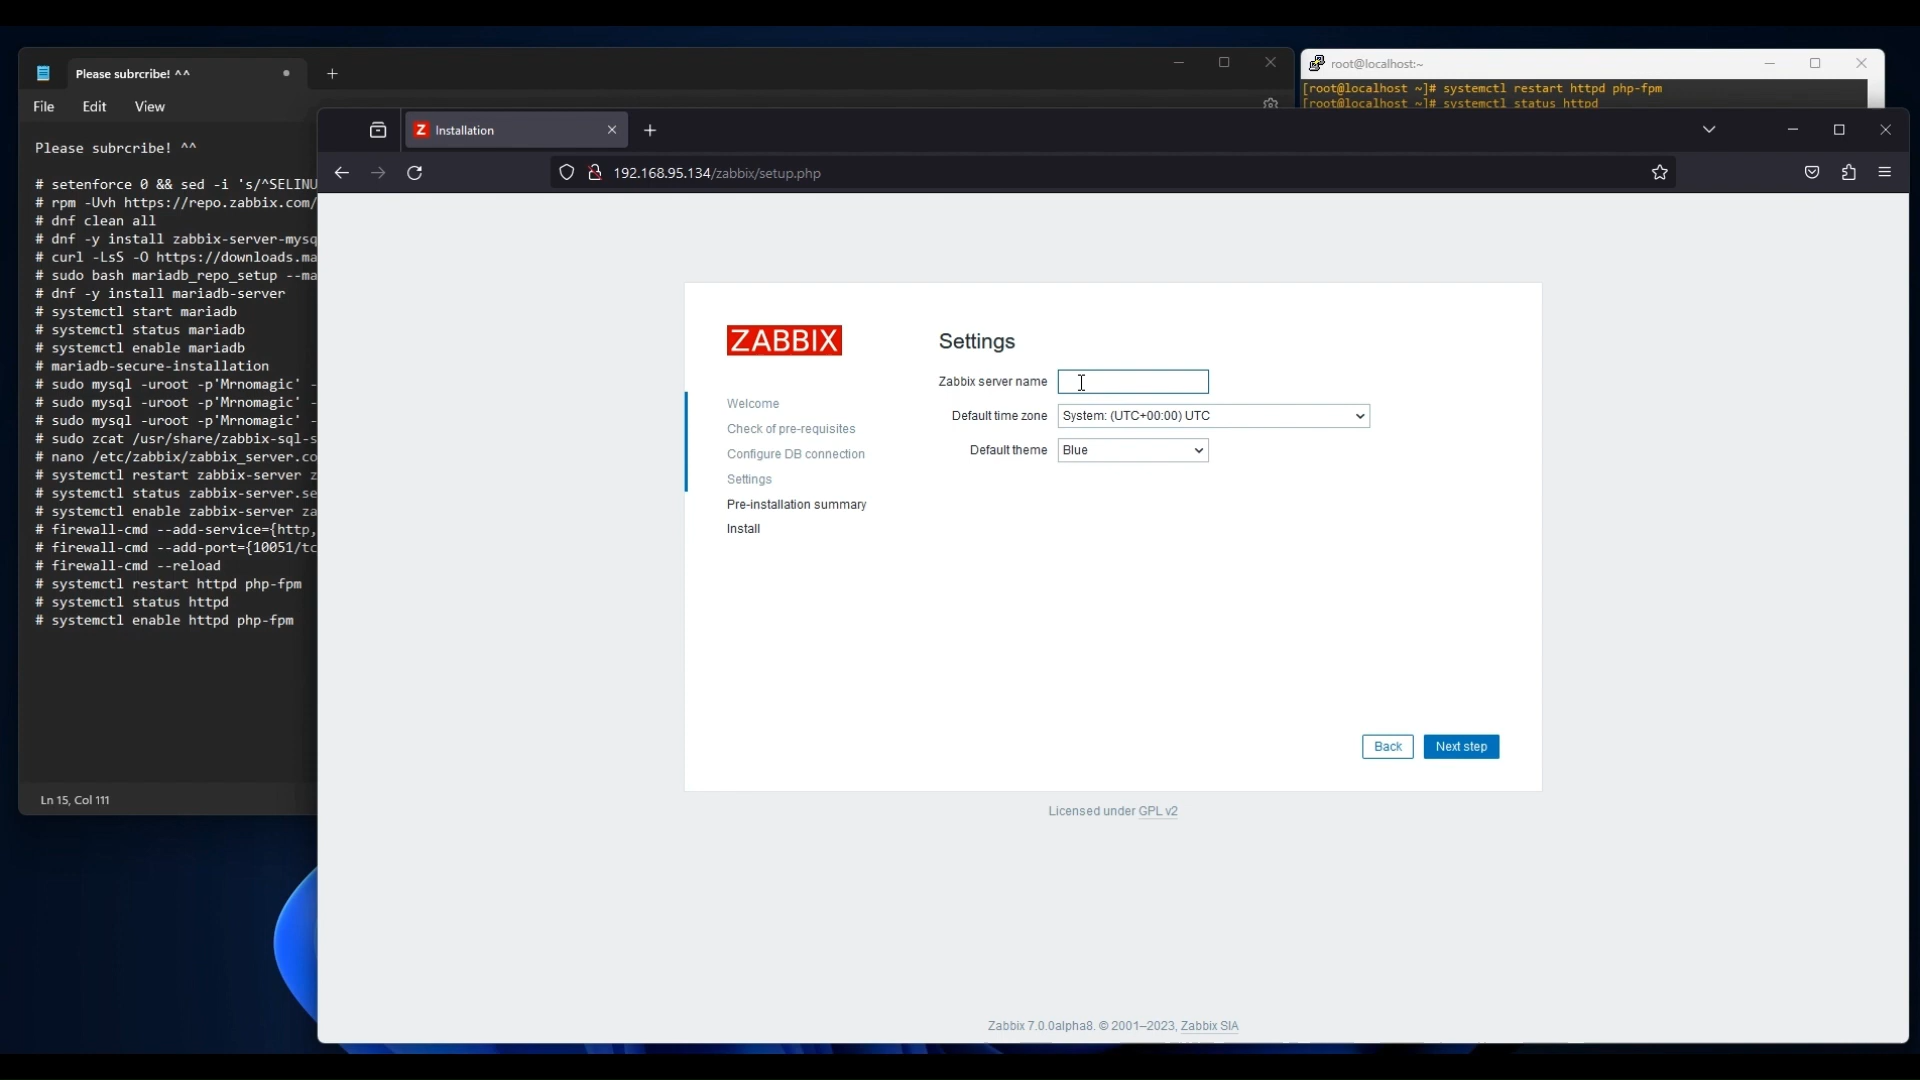 Please subrcribe! ^^
File Edit View
Please subrcribe! ^^
# setenforce 0 && sed -i 's/^SELINU
# rpm -Uvh https://repo.zabbix.com/
# dnf clean all
# dnf -y install zabbix-server-mysq
# curl -LsS -O https://downloads.ma
# sudo bash mariadb_repo_setup --ma
# dnf -y install mariadb-server
# systemctl start mariadb
# systemctl status mariadb
# systemctl enable mariadb
# mariadb-secure-installation
# sudo mysql -uroot -p'Mrnomagic' -
# sudo mysql -uroot -p'Mrnomagic' -
# sudo mysql -uroot -p'Mrnomagic' -
# sudo zcat /usr/share/zabbix-sql-s
# nano /etc/zabbix/zabbix_server.co
# systemctl restart zabbix-server z
# systemctl status zabbix-server.se
# systemctl enable zabbix-server za
# firewall-cmd --add-service={http,
# firewall-cmd --add-port={10051/tc
# firewall-cmd --reload
# systemctl restart httpd php-fpm
# systemctl status httpd
# systemctl enable httpd php-fpm
Ln 15, Col 111
root@localhost:~
[root@localhost ~]# systemctl restart httpd php-fpm
[root@localhost ~]# systemctl status httpd
Z Installation
192.168.95.134/zabbix/setup.php
ZABBIX
Welcome
Check of pre-requisites
Configure DB connection
Settings
Pre-installation summary
Install
Settings
Zabbix server name
Default time zone System: (UTC+00:00) UTC
Default theme Blue
Back Next step
Licensed under GPL v2
Zabbix 7.0.0alpha8. © 2001–2023, Zabbix SIA